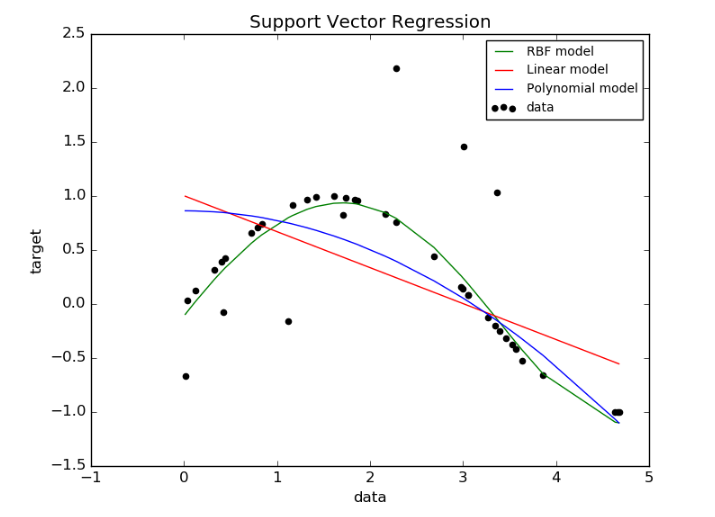 Support Vector Regression
2.5
2.0
1.5
1.0
0.5
0.0
−0.5
−1.0
−1.5
target
RBF model
Linear model
Polynomial model
data
−1 0 1 2 3 4 5
data